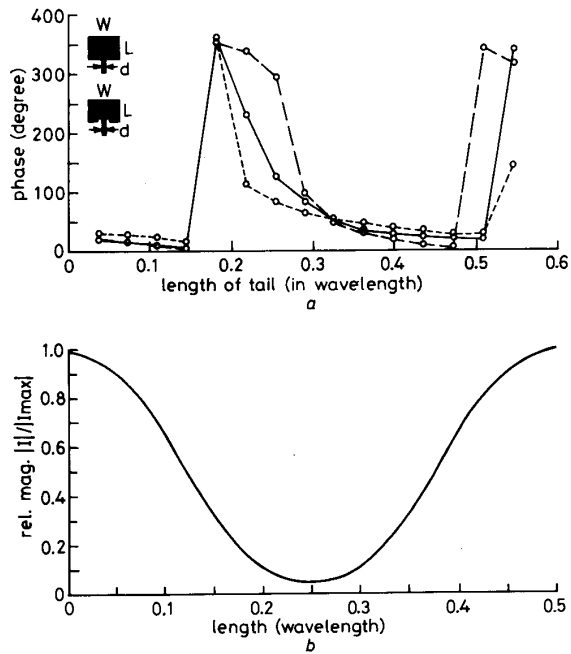 phase (degree)
400
300
200
100
0
W
L
d
W
L
d
0 0.1 0.2 0.3 0.4 0.5 0.6
length of tail (in wavelength)
a
rel. mag. |I|/|Imax|
1.0
0.8
0.6
0.4
0.2
0
0 0.1 0.2 0.3 0.4 0.5
length (wavelength)
b